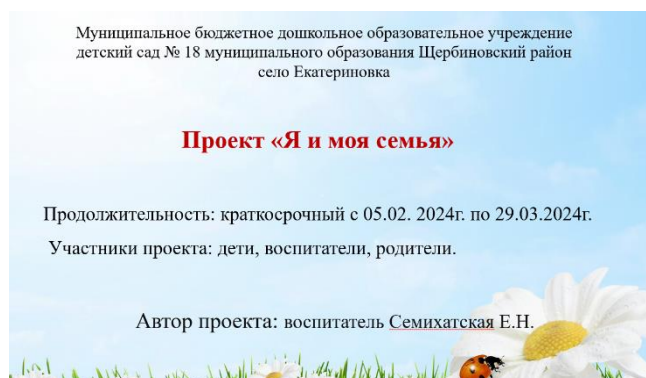 Муниципальное бюджетное дошкольное образовательное учреждение
детский сад № 18 муниципального образования Щербиновский район
село Екатериновка
Проект «Я и моя семья»
Продолжительность: краткосрочный с 05.02. 2024г. по 29.03.2024г.
Участники проекта: дети, воспитатели, родители.
Автор проекта: воспитатель Семихатская Е.Н.